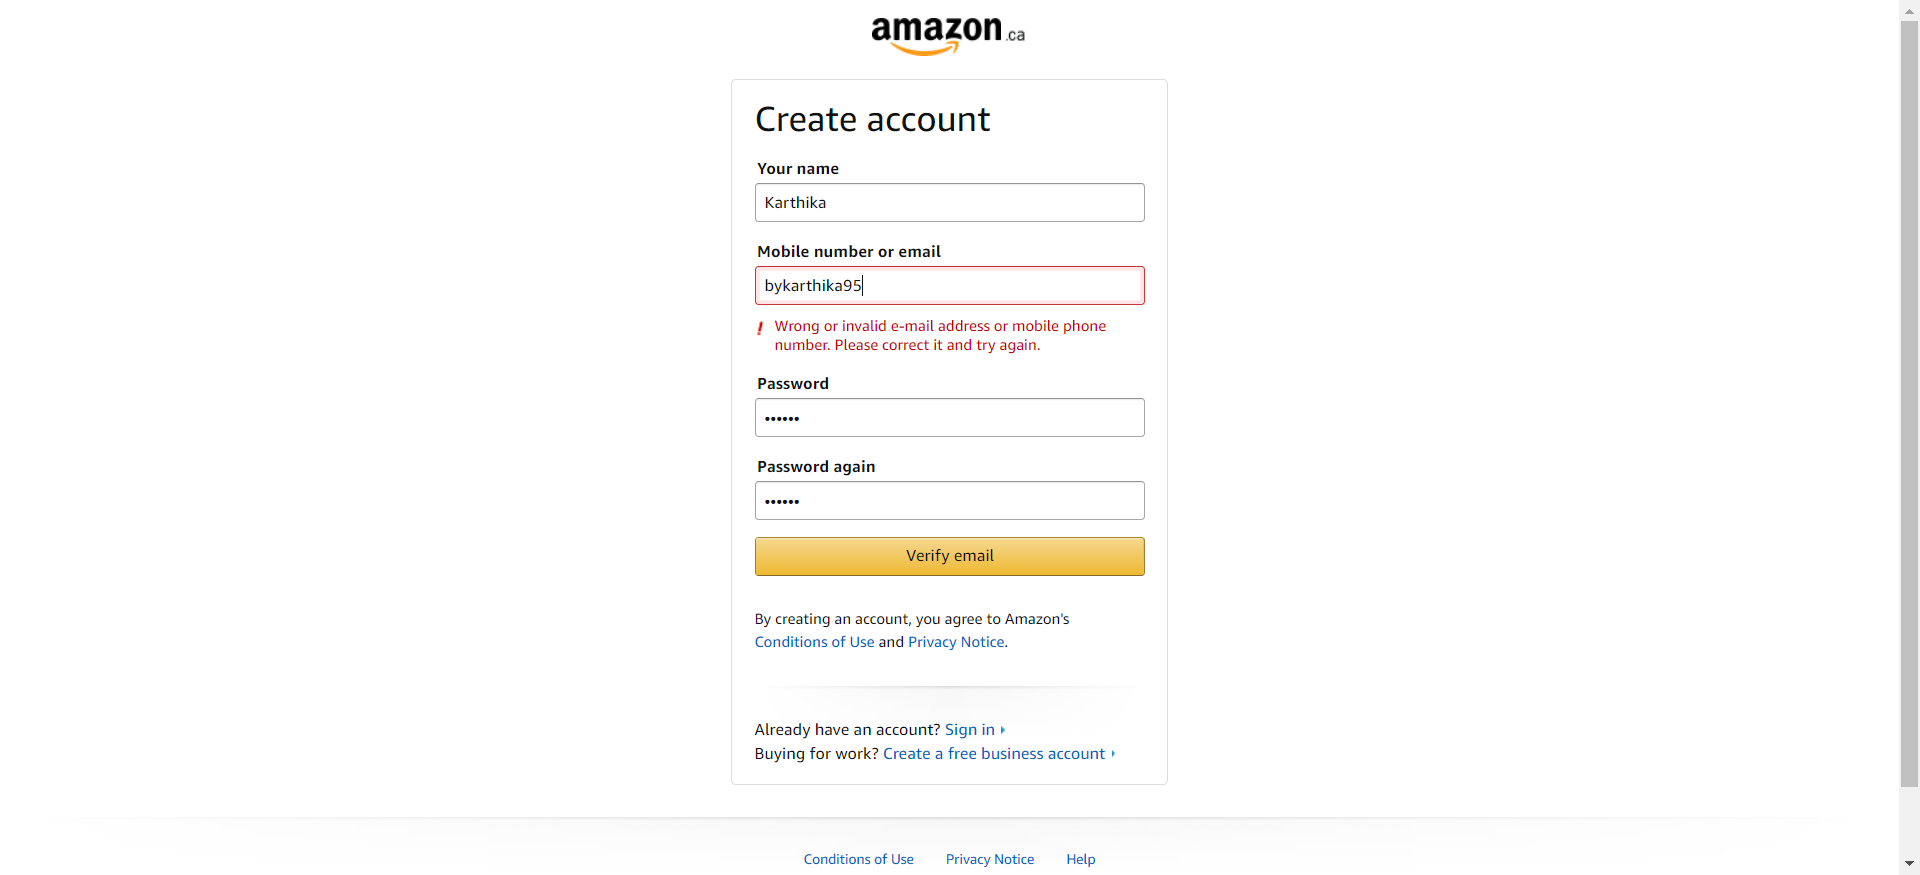 amazon.ca
Create account
Your name
Karthika
Mobile number or email
bykarthika95
! Wrong or invalid e-mail address or mobile phone
number. Please correct it and try again.
Password
••••••
Password again
••••••
Verify email
By creating an account, you agree to Amazon's
Conditions of Use and Privacy Notice.
Already have an account? Sign in
Buying for work? Create a free business account
Conditions of Use Privacy Notice Help